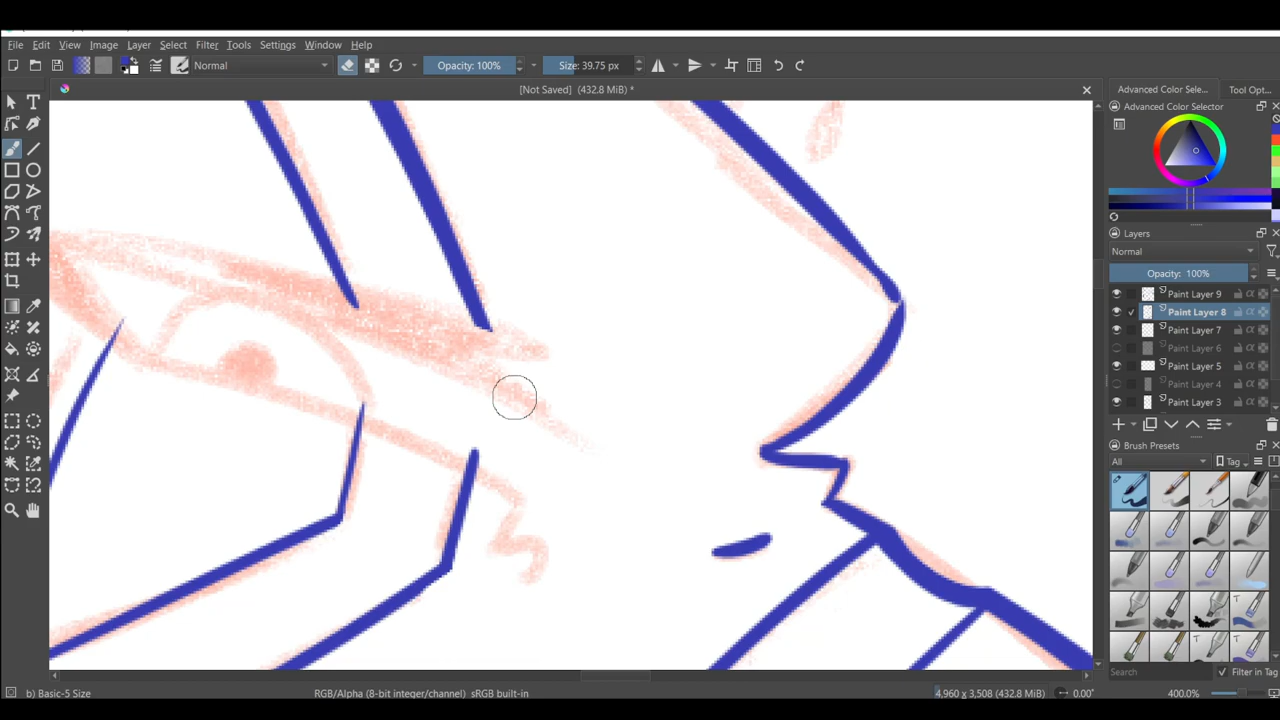 File Edit View Image Layer Select Filter Tools Settings Window Help
Normal Opacity: 100% Size: 39.75 px
[Not Saved] (432.8 MiB) *
Advanced Color Sele... Tool Opt...
Advanced Color Selector
Layers
Normal
Opacity: 100%
Paint Layer 9
Paint Layer 8
Paint Layer 7
Paint Layer 6
Paint Layer 5
Paint Layer 4
Paint Layer 3
Brush Presets
All Tag
Search Filter in Tag
b) Basic-5 Size RGB/Alpha (8-bit integer/channel) sRGB built-in 4,960 x 3,508 (432.8 MiB) 0.00° 400.0%